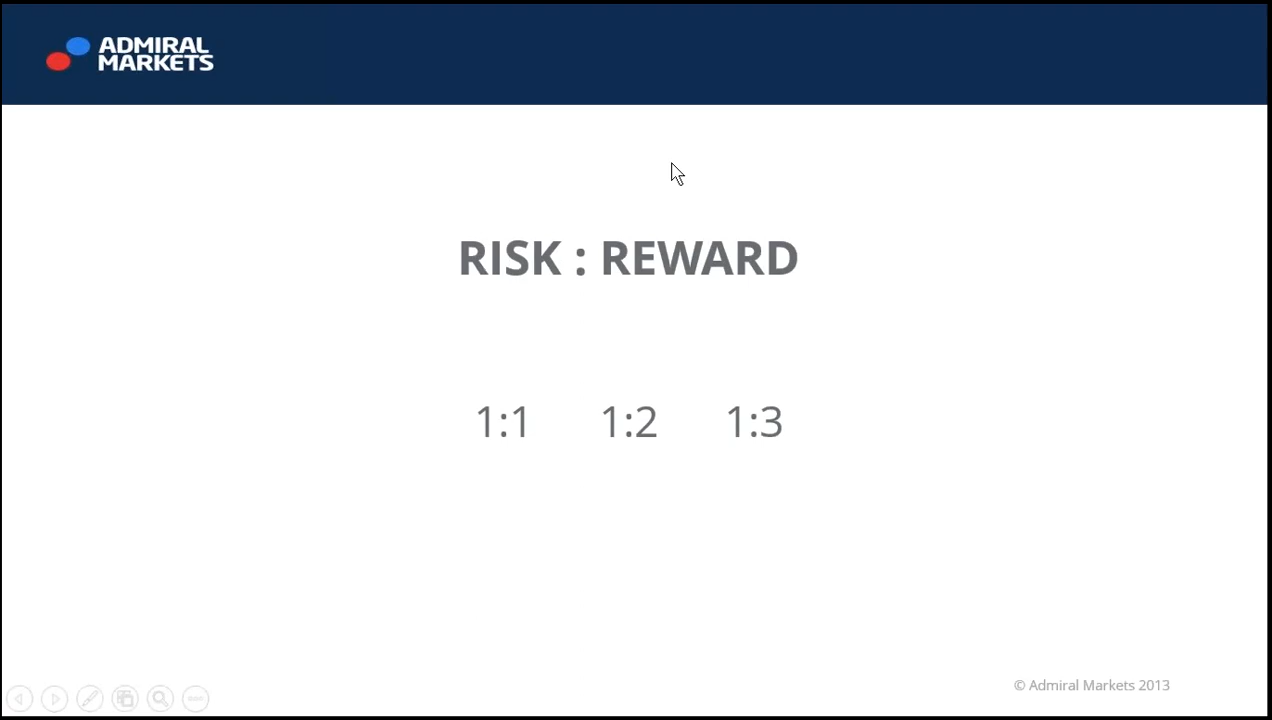 ADMIRAL
MARKETS
RISK : REWARD
1:1 1:2 1:3
© Admiral Markets 2013